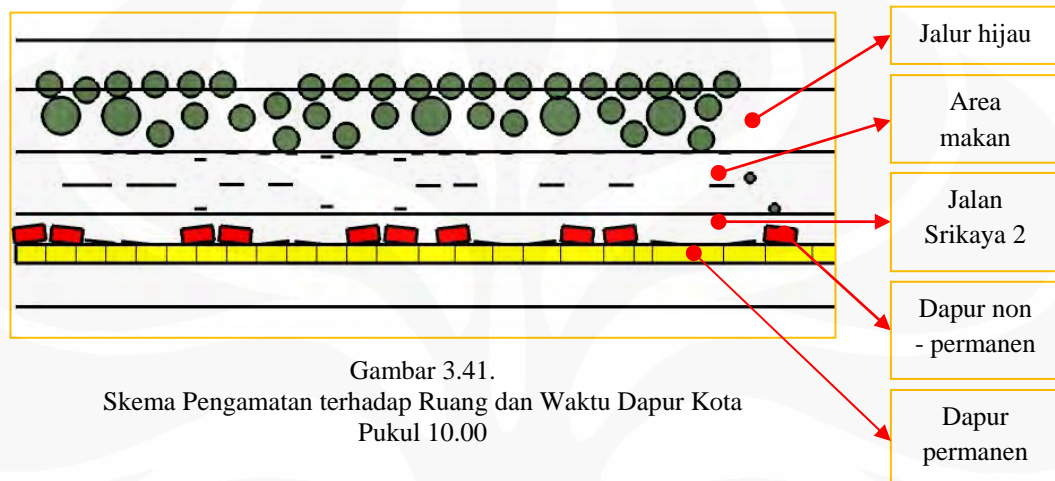 Jalur hijau
Area
makan
Jalan
Srikaya 2
Dapur non
- permanen
Dapur
permanen
Gambar 3.41.
Skema Pengamatan terhadap Ruang dan Waktu Dapur Kota
Pukul 10.00